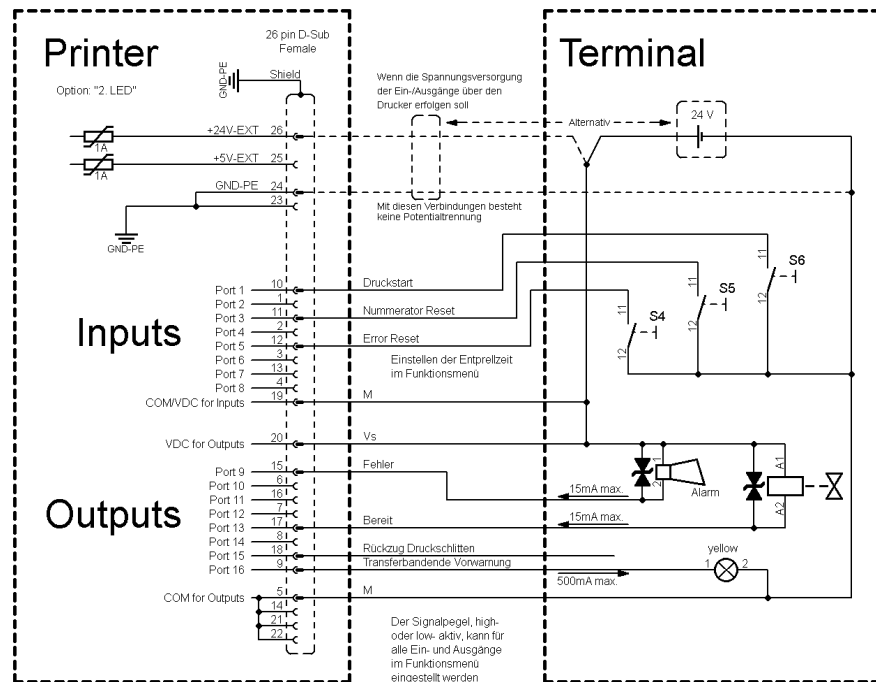 Printer
26 pin D-Sub
Female
Terminal
Option: "2. LED"
GND-PE
Shield
Wenn die Spannungsversorgung
der Ein-/Ausgänge über den
Drucker erfolgen soll
Alternativ
24 V
+24V-EXT 26
1A
+5V-EXT 25
1A
GND-PE 24
23
GND-PE
Mit diesen Verbindungen besteht
keine Potentialtrennung
Inputs
Port 1 10 Druckstart
Port 2 1
Port 3 11 Nummerator Reset
Port 4 2
Port 5 12 Error Reset
Port 6 3
Port 7 13
Port 8 4
COM/VDC for Inputs 19 M
Einstellen der Entprellzeit
im Funktionsmenü
11 S6 12
11 S5 12
11 S4 12
Outputs
VDC for Outputs 20 Vs
Port 9 15 Fehler
Port 10 6
Port 11 16
Port 12 7
Port 13 17 Bereit
Port 14 8
Port 15 18 Rückzug Druckschlitten
Port 16 9 Transferbandende Vorwarnung
COM for Outputs 5 M
14
21
22
15mA max.
1 2 Alarm
15mA max.
A1
A2
yellow
1 2
500mA max.
Der Signalpegel, high-
oder low- aktiv, kann für
alle Ein- und Ausgänge
im Funktionsmenü
eingestellt werden